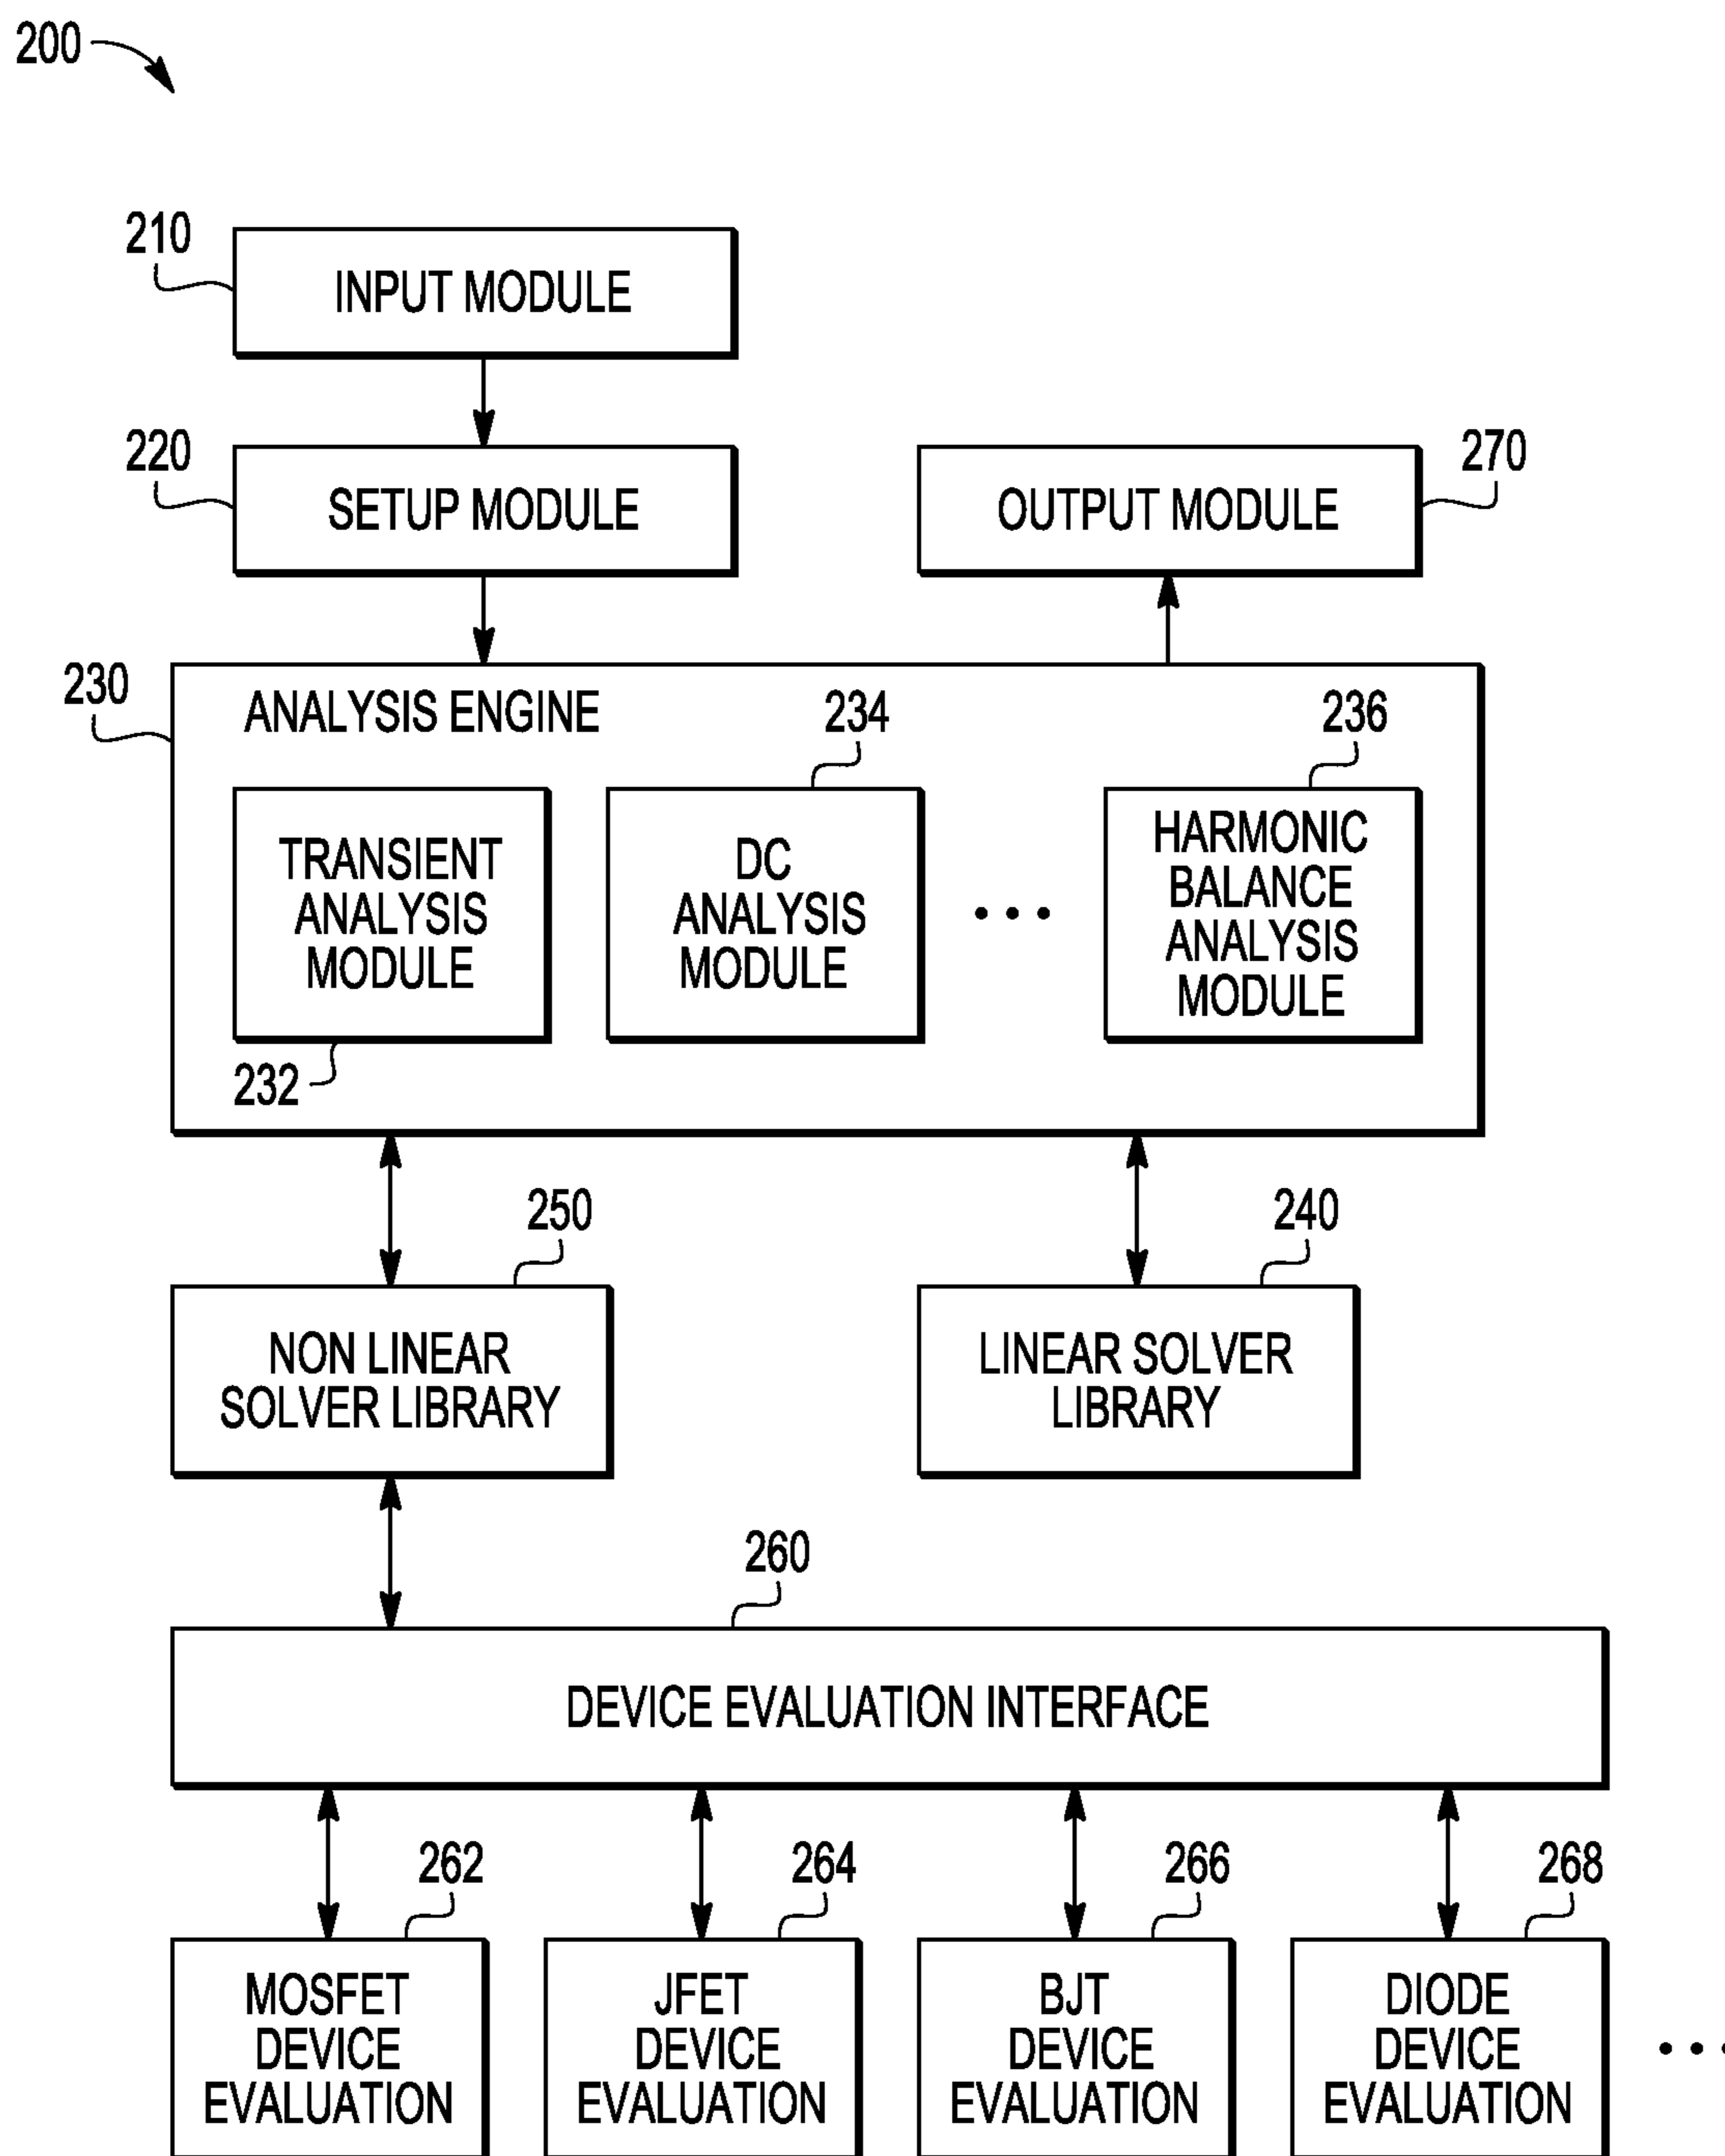 200
210
INPUT MODULE
220
SETUP MODULE
OUTPUT MODULE
270
230
ANALYSIS ENGINE
234
236
TRANSIENT
ANALYSIS
MODULE
232
DC
ANALYSIS
MODULE
HARMONIC
BALANCE
ANALYSIS
MODULE
250
240
NON LINEAR
SOLVER LIBRARY
LINEAR SOLVER
LIBRARY
260
DEVICE EVALUATION INTERFACE
262
264
266
268
MOSFET
DEVICE
EVALUATION
JFET
DEVICE
EVALUATION
BJT
DEVICE
EVALUATION
DIODE
DEVICE
EVALUATION